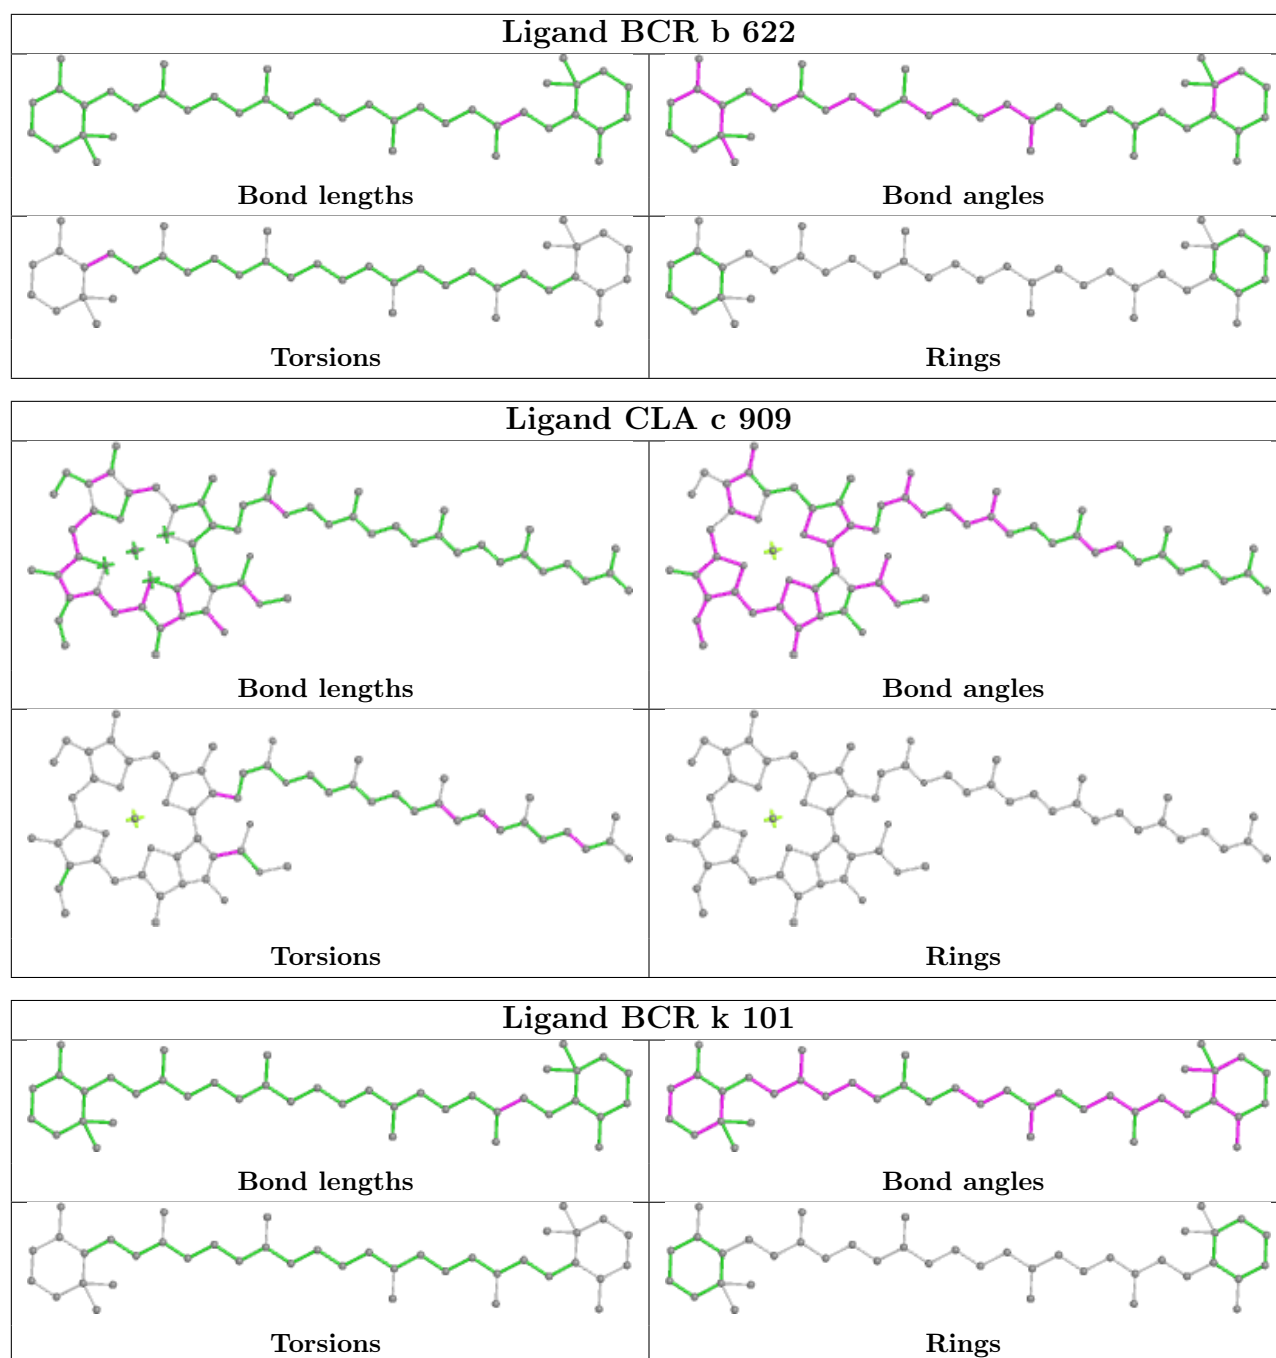 Ligand BCR b 622
Bond lengths
Bond angles
Torsions
Rings
Ligand CLA c 909
Bond lengths
Bond angles
Torsions
Rings
Ligand BCR k 101
Bond lengths
Bond angles
Torsions
Rings